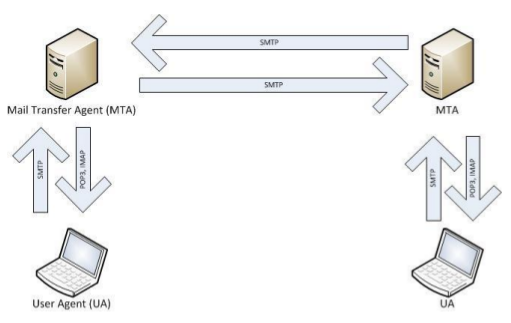 SMTP
SMTP
Mail Transfer Agent (MTA)
MTA
SMTP
POP3, IMAP
SMTP
POP3, IMAP
User Agent (UA)
UA